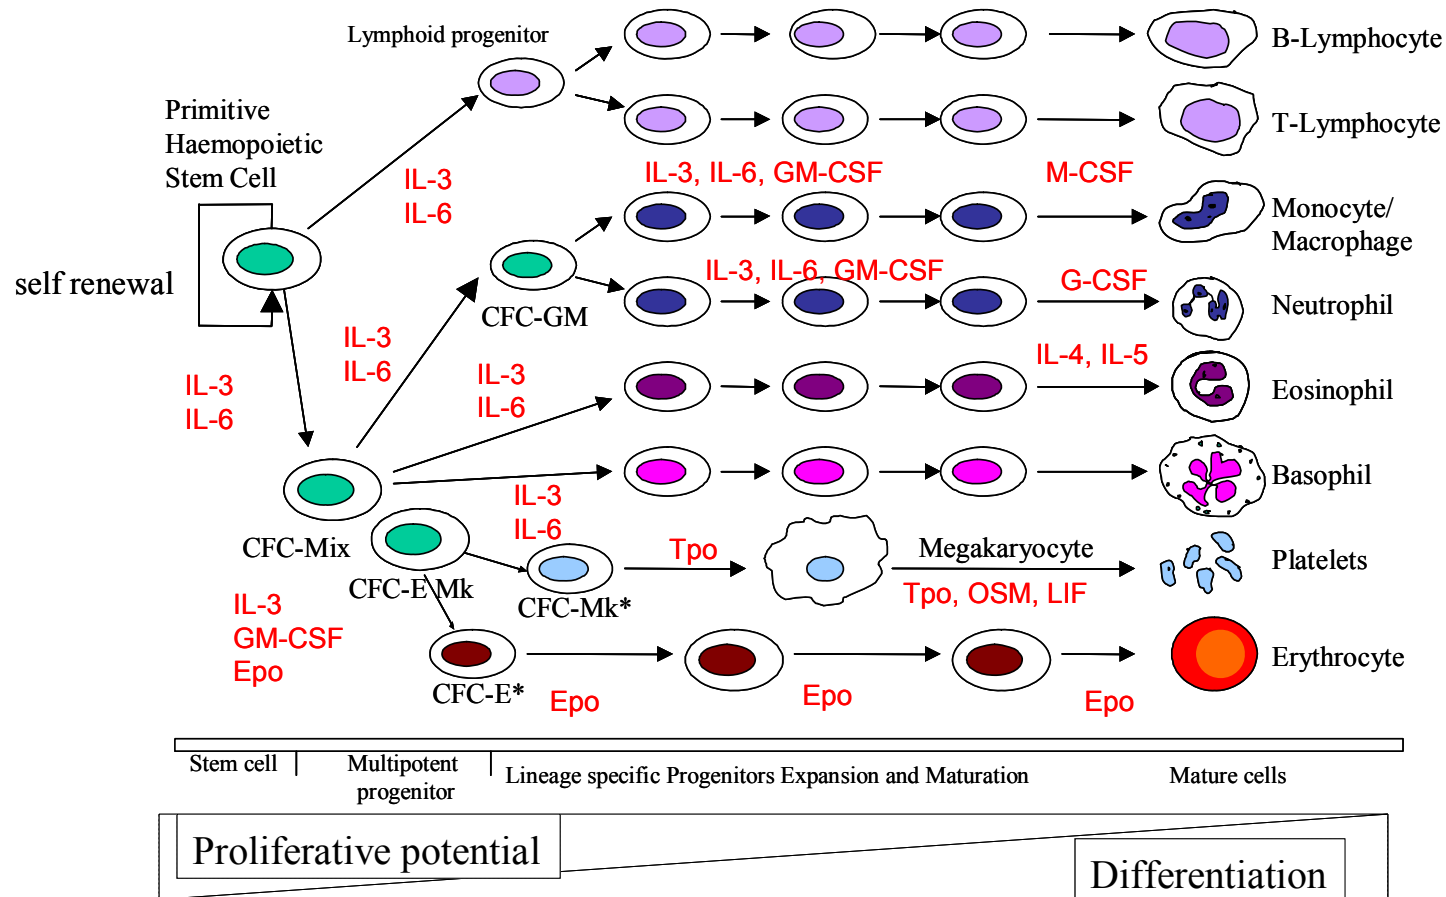 Lymphoid progenitor
B-Lymphocyte
Primitive
Haemopoietic
Stem Cell
T-Lymphocyte
IL-3
IL-6
IL-3, IL-6, GM-CSF
M-CSF
Monocyte/
Macrophage
self renewal
CFC-GM
IL-3, IL-6, GM-CSF
G-CSF
Neutrophil
IL-3
IL-6
IL-3
IL-6
IL-3
IL-6
IL-4, IL-5
Eosinophil
Basophil
IL-3
IL-6
CFC-Mix
CFC-E Mk
CFC-Mk*
Tpo
Megakaryocyte
Tpo, OSM, LIF
Platelets
IL-3
GM-CSF
Epo
CFC-E*
Epo
Epo
Epo
Erythrocyte
Stem cell
Multipotent
progenitor
Lineage specific Progenitors Expansion and Maturation
Mature cells
Proliferative potential
Differentiation